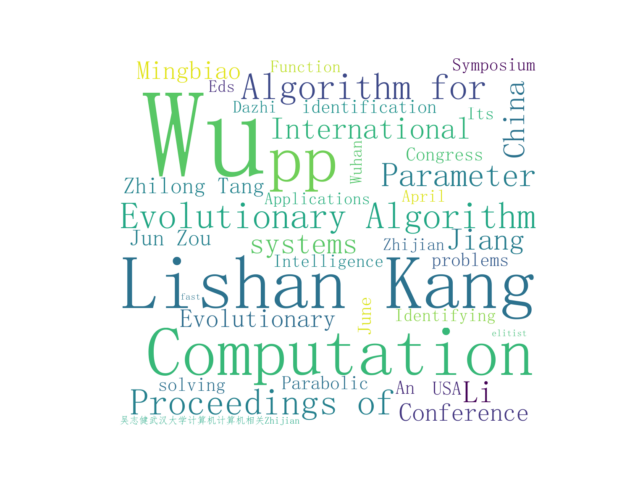 Mingbiao Function Symposium
Eds Algorithm for
Dazhi identification Its
Wu pp International China
Wuhan Congress
Zhilong Tang Parameter
Applications April
Evolutionary Algorithm
Jun Zou systems Zhijian Jiang
Intelligence problems
Lishan Kang
fast
Evolutionary June Identifying
elitist
Computation
solving Parabolic An USA Li
Proceedings of Conference
吴志健武汉大学计算机计算机相关Zhijian